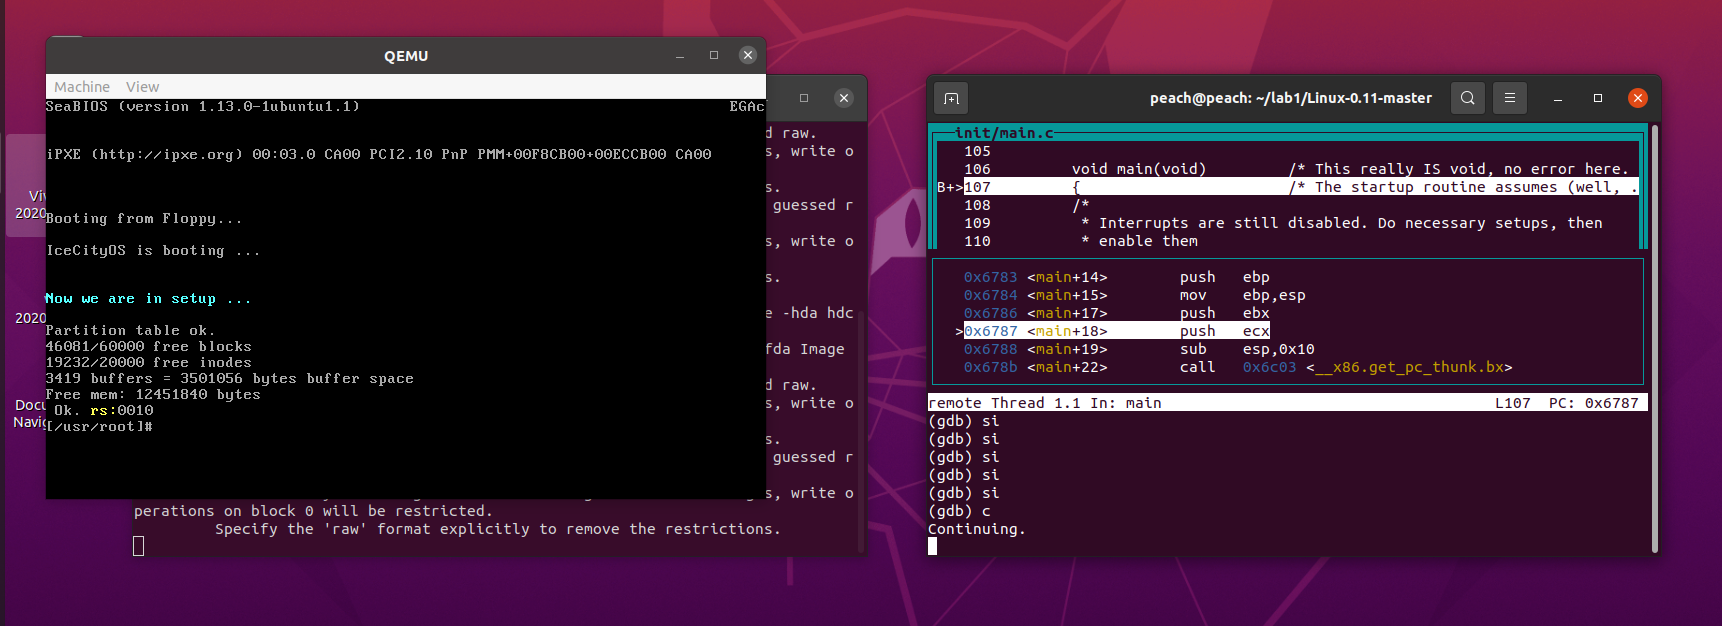 QEMU
Machine View
SeaBIOS (version 1.13.0-1ubuntu1.1)
EGAc
iPXE (http://ipxe.org) 00:03.0 CA00 PCI2.10 PnP PMM+00F8CB00+00ECCB00 CA00
Booting from Floppy...
IceCityOS is booting ...
Now we are in setup ...
Partition table ok.
46081/60000 free blocks
19232/20000 free inodes
3419 buffers = 3501056 bytes buffer space
Free mem: 12451840 bytes
Ok. rs:0010
[/usr/root]#
Viv
2020
2020
Docu
Navig
d raw.
s, write o
s.
guessed r
s, write o
s.
e -hda hdc
fda Image
d raw.
s, write o
s.
guessed r
s, write o
perations on block 0 will be restricted.
Specify the 'raw' format explicitly to remove the restrictions.
peach@peach: ~/lab1/Linux-0.11-master
init/main.c
105
106 void main(void) /* This really IS void, no error here.
B+>107 { /* The startup routine assumes (well, .
108 /*
109 * Interrupts are still disabled. Do necessary setups, then
110 * enable them
0x6783 <main+14> push ebp
0x6784 <main+15> mov ebp,esp
0x6786 <main+17> push ebx
>0x6787 <main+18> push ecx
0x6788 <main+19> sub esp,0x10
0x678b <main+22> call 0x6c03 <__x86.get_pc_thunk.bx>
remote Thread 1.1 In: main L107 PC: 0x6787
(gdb) si
(gdb) si
(gdb) si
(gdb) si
(gdb) si
(gdb) c
Continuing.